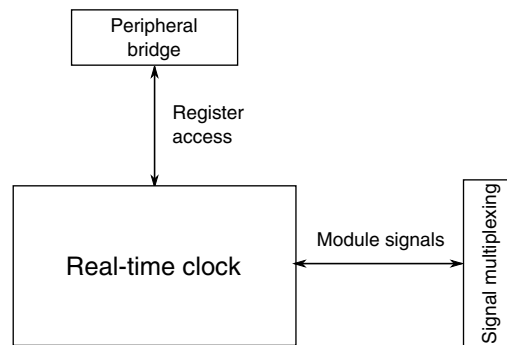 Peripheral
bridge
Register
access
Real-time clock
Module signals
Signal multiplexing